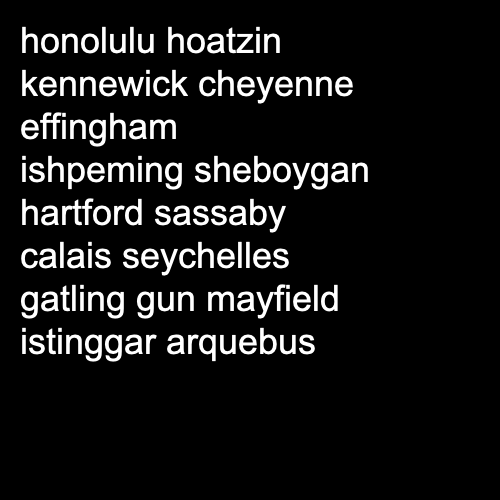 honolulu hoatzin
kennewick cheyenne
effingham
ishpeming sheboygan
hartford sassaby
calais seychelles
gatling gun mayfield
istinggar arquebus